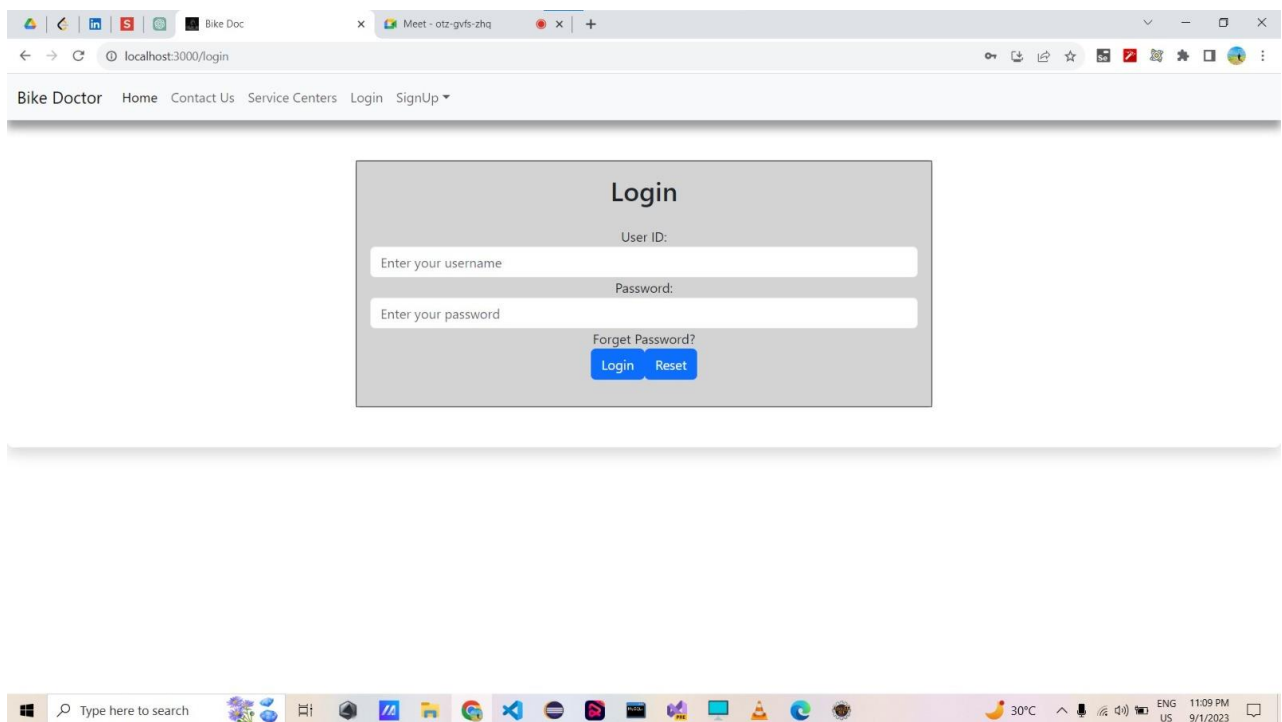 Bike Doc
Meet - otz-gvfs-zhq
localhost:3000/login
Bike Doctor Home Contact Us Service Centers Login SignUp
Login
User ID:
Enter your username
Password:
Enter your password
Forget Password?
Login Reset
Type here to search
30°C
ENG
US
11:09 PM
9/1/2023